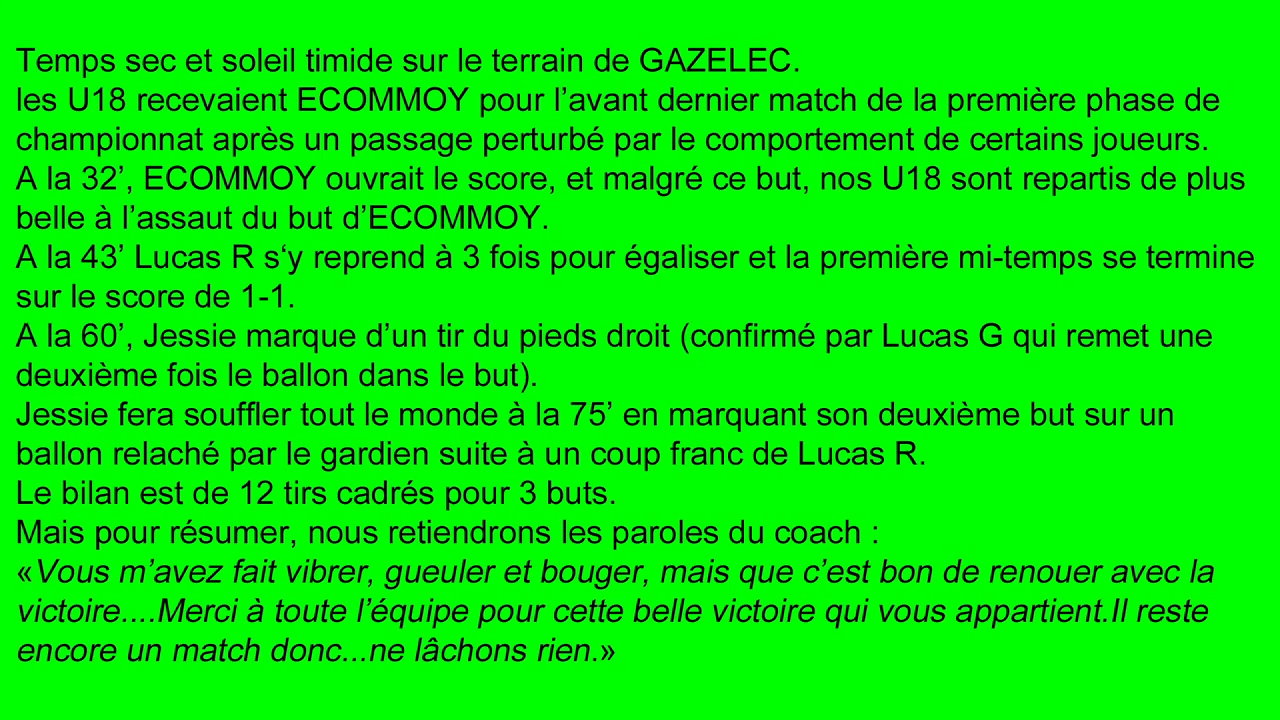 Temps sec et soleil timide sur le terrain de GAZELEC.
les U18 recevaient ECOMMOY pour l’avant dernier match de la première phase de
championnat après un passage perturbé par le comportement de certains joueurs.
A la 32’, ECOMMOY ouvrait le score, et malgré ce but, nos U18 sont repartis de plus
belle à l’assaut du but d’ECOMMOY.
A la 43’ Lucas R s‘y reprend à 3 fois pour égaliser et la première mi-temps se termine
sur le score de 1-1.
A la 60’, Jessie marque d’un tir du pieds droit (confirmé par Lucas G qui remet une
deuxième fois le ballon dans le but).
Jessie fera souffler tout le monde à la 75’ en marquant son deuxième but sur un
ballon relaché par le gardien suite à un coup franc de Lucas R.
Le bilan est de 12 tirs cadrés pour 3 buts.
Mais pour résumer, nous retiendrons les paroles du coach :
«Vous m’avez fait vibrer, gueuler et bouger, mais que c’est bon de renouer avec la
victoire....Merci à toute l’équipe pour cette belle victoire qui vous appartient.Il reste
encore un match donc...ne lâchons rien.»